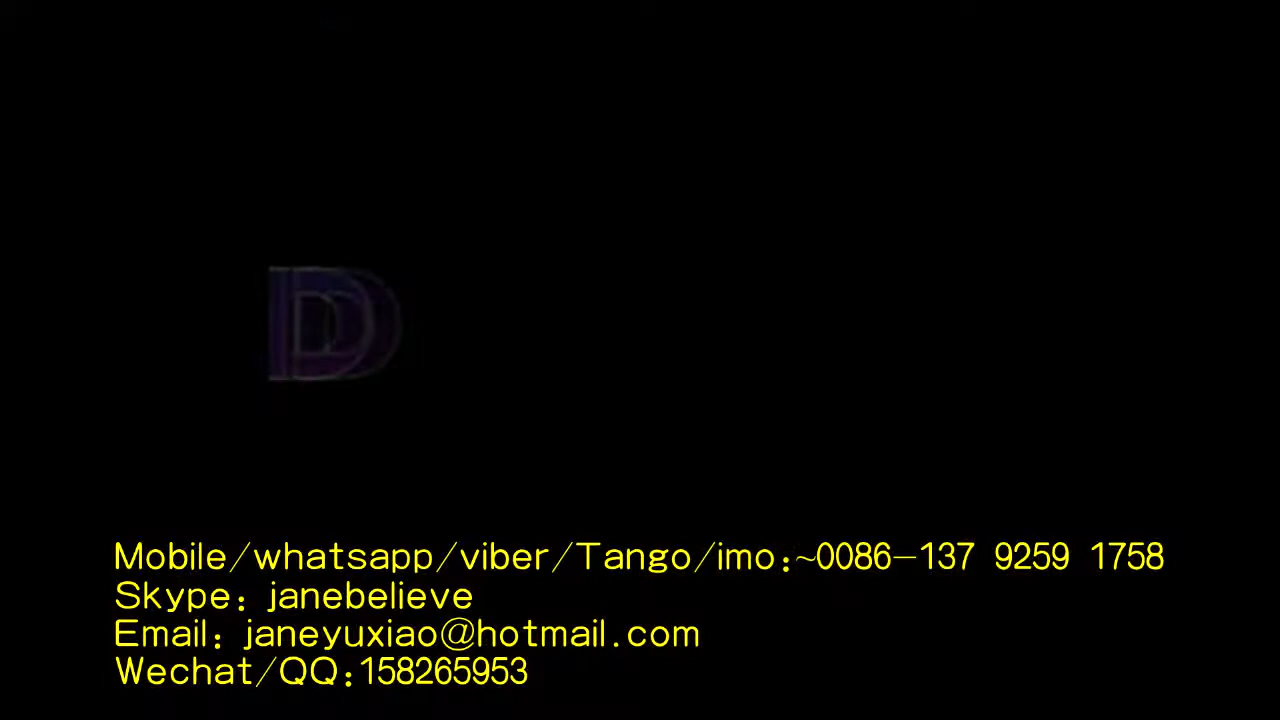 D
Mobile/whatsapp/viber/Tango/imo:~0086-137 9259 1758
Skype: janebelieve
Email: janeyuxiao@hotmail.com
Wechat/QQ:158265953